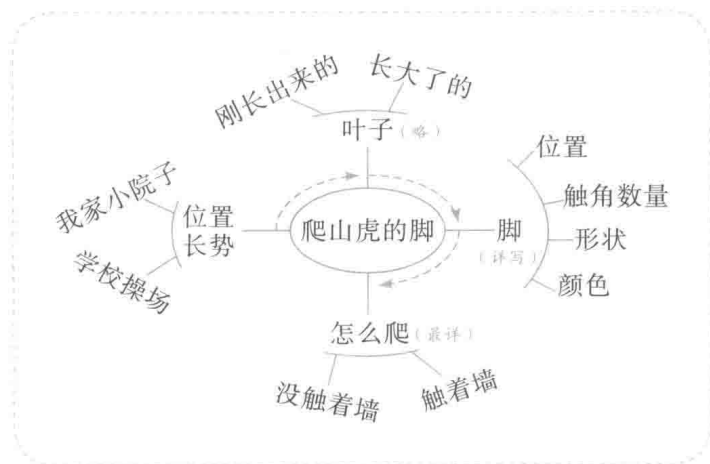 刚长出来的
长大了的
叶子（略）
位置
触角数量
形状
颜色
我家小院子
学校操场
位置
长势
爬山虎的脚
脚
（详写）
怎么爬（最详）
没触着墙
触着墙